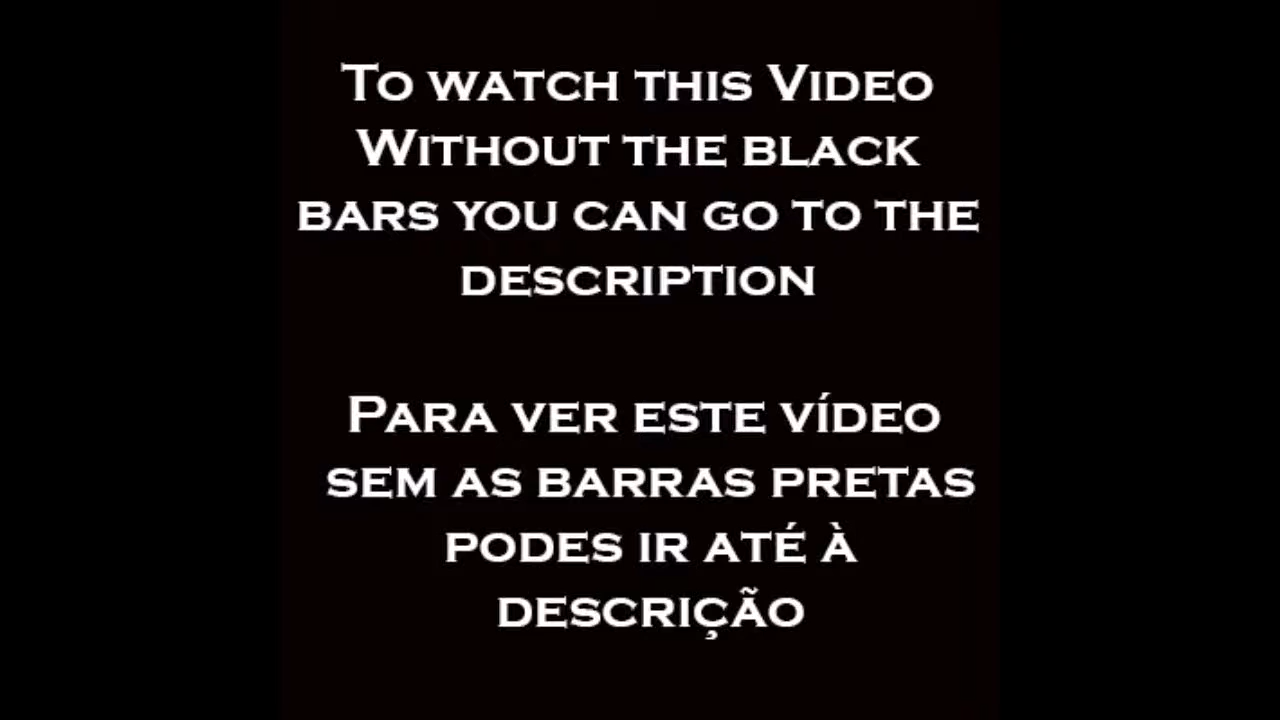 To watch this Video
Without the black
bars you can go to the
description
Para ver este vídeo
sem as barras pretas
podes ir até à
descrição